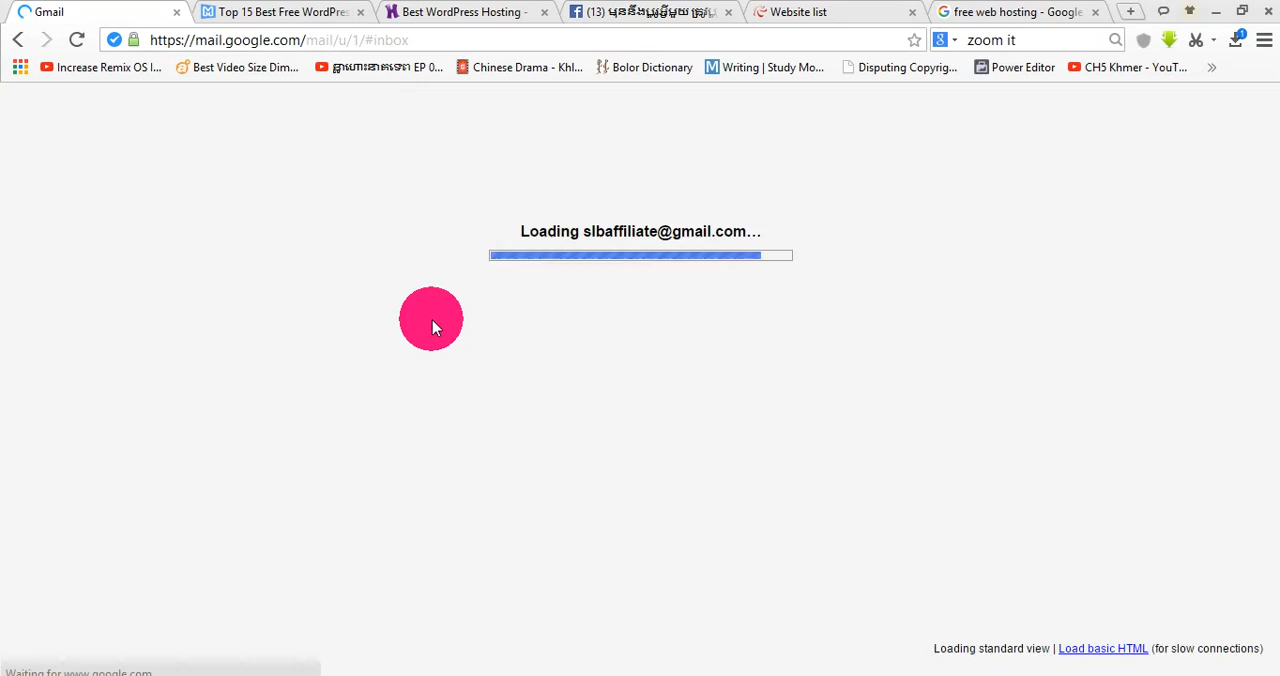 Gmail
Top 15 Best Free WordPres
Best WordPress Hosting -
Website list
free web hosting - Google
https://mail.google.com/mail/u/1/#inbox
zoom it
1
Increase Remix OS I...
Best Video Size Dim...
Chinese Drama - Khl...
Bolor Dictionary
Writing | Study Mo...
Disputing Copyrig...
Power Editor
CH5 Khmer - YouT...
Loading slbaffiliate@gmail.com...
Loading standard view | Load basic HTML (for slow connections)
Waiting for www.google.com